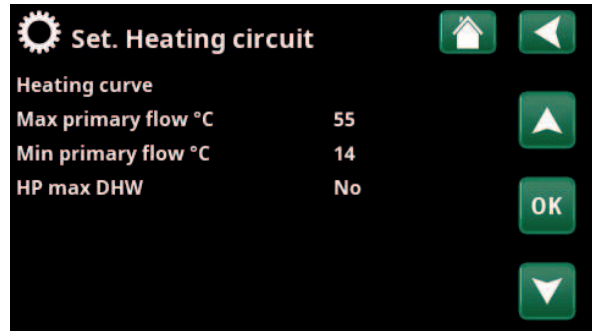 Set. Heating circuit
Heating curve
Max primary flow °C 55
Min primary flow °C 14
HP max DHW No
OK